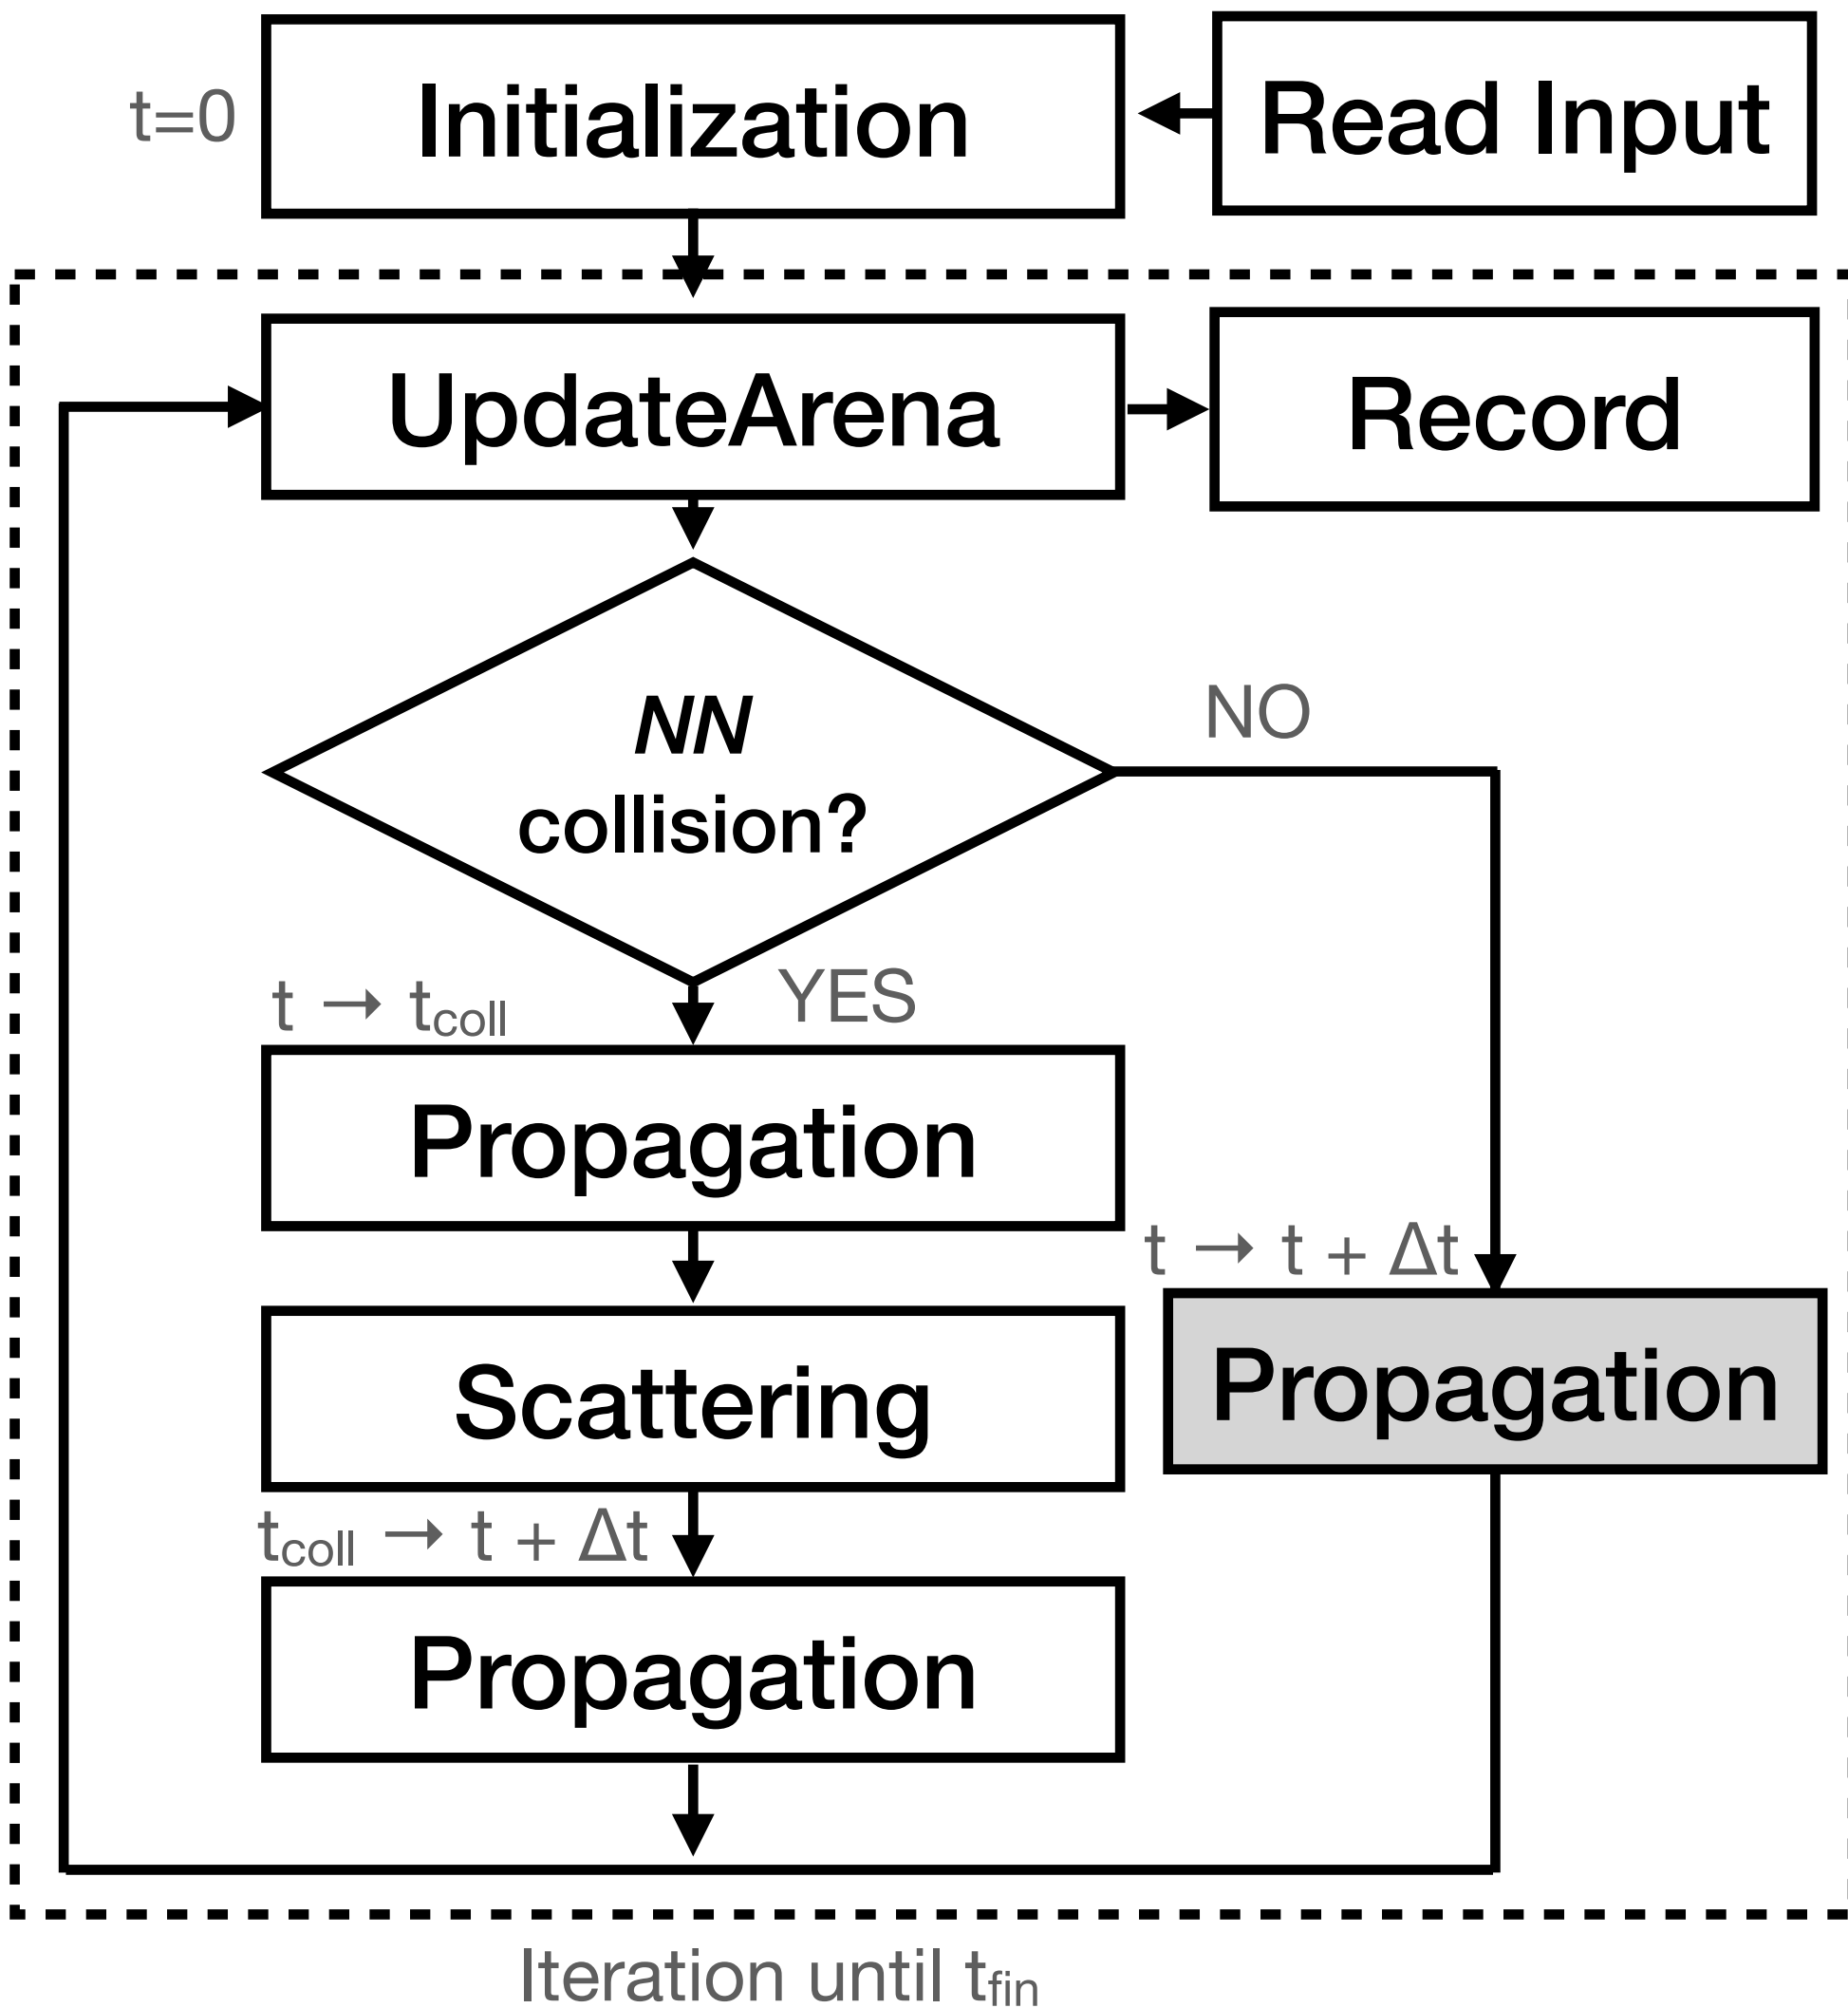 t=0
Initialization
Read Input
UpdateArena
Record
NN
collision?
NO
YES
t → tcoll
Propagation
t → t + Δt
Propagation
Scattering
tcoll → t + Δt
Propagation
Iteration until tfin